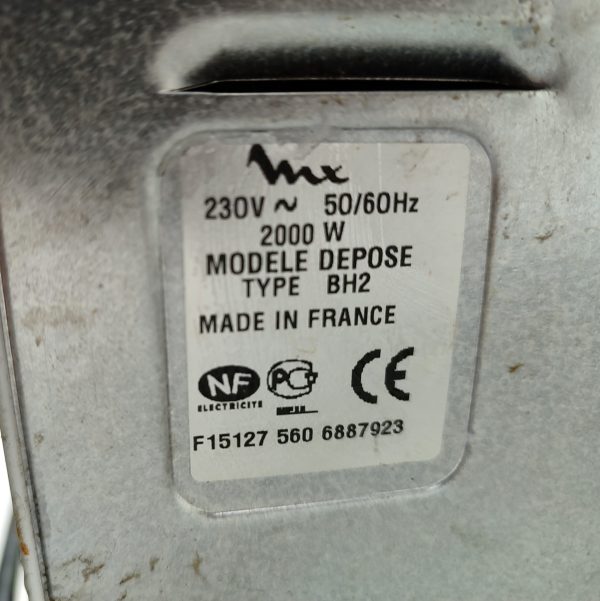 mx
230V ~ 50/60Hz
2000 W
MODELE DEPOSE
TYPE BH2
MADE IN FRANCE
NF
ELECTRICITE
PCT
CE
F15127 560 6887923